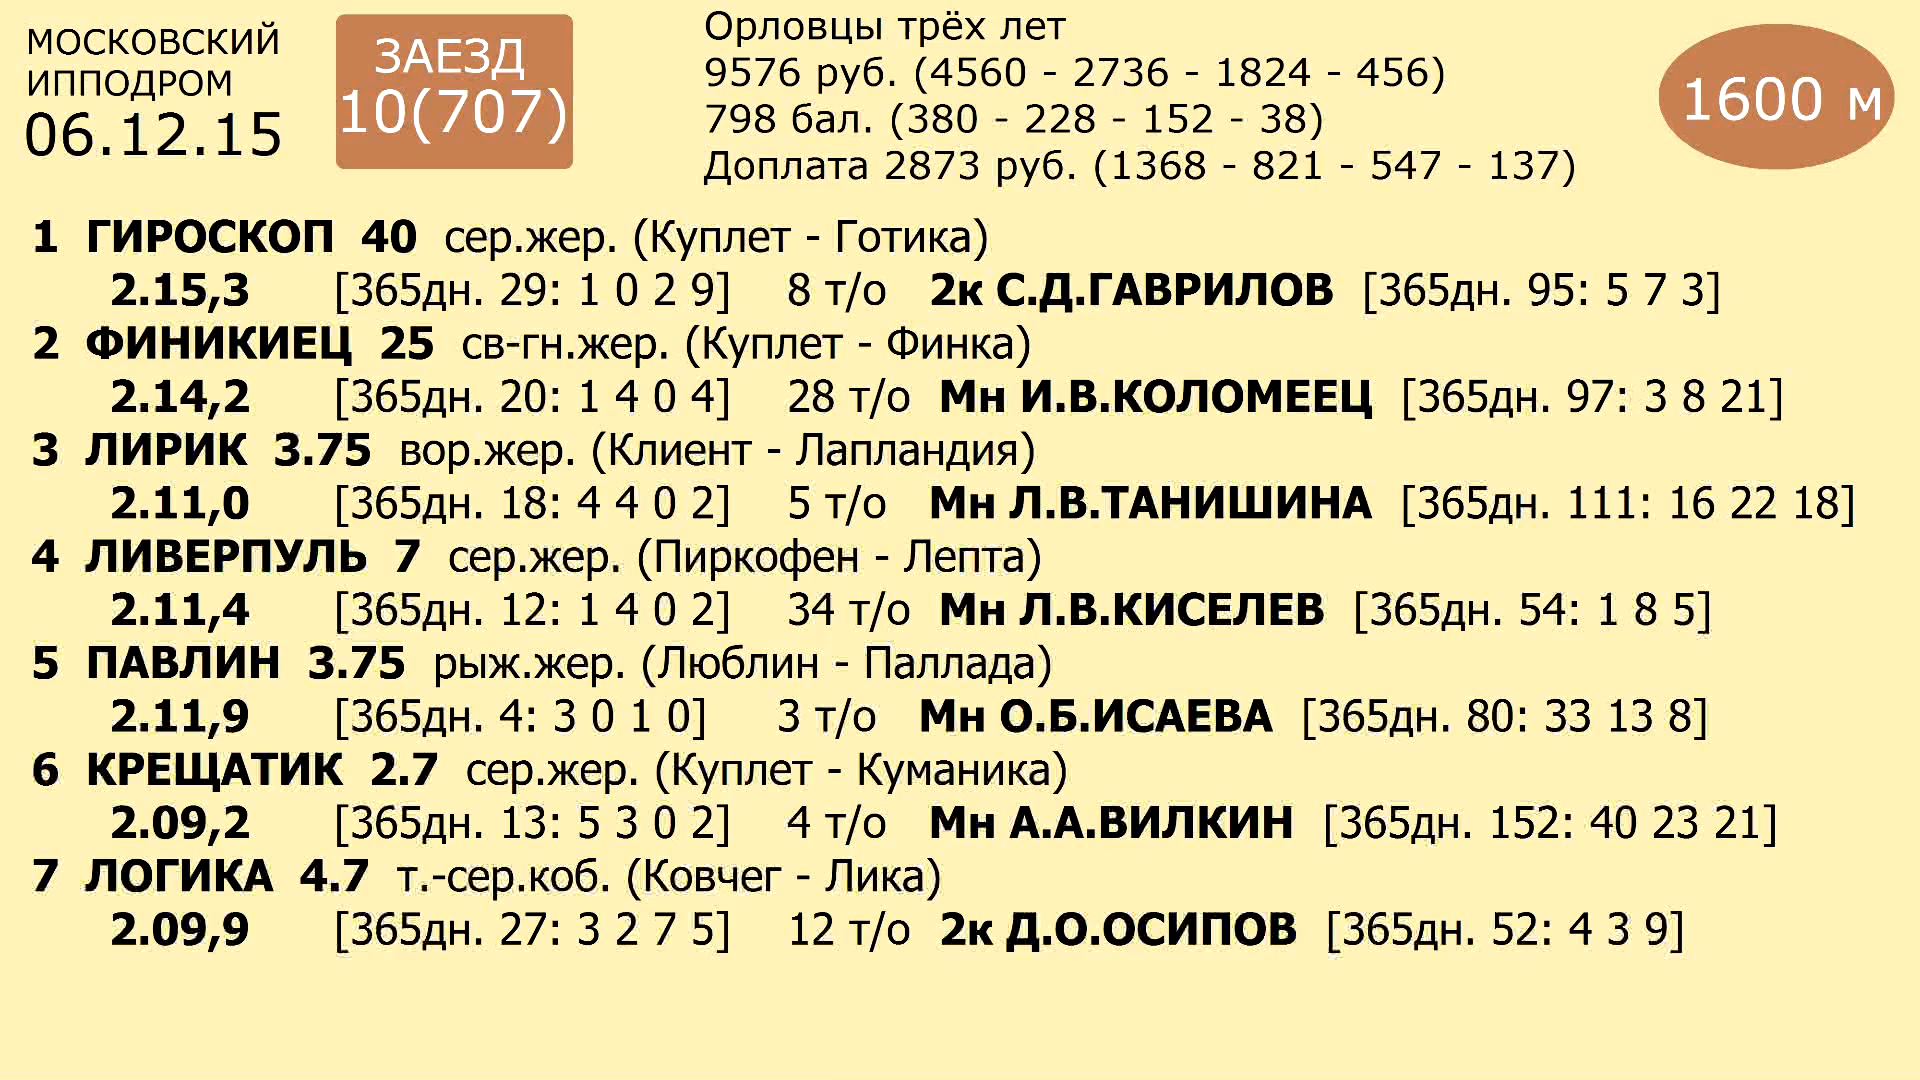 МОСКОВСКИЙ
ИППОДРОМ
06.12.15
ЗАЕЗД
10(707)
Орловцы трёх лет
9576 руб. (4560 - 2736 - 1824 - 456)
798 бал. (380 - 228 - 152 - 38)
Доплата 2873 руб. (1368 - 821 - 547 - 137)
1600 м
1 ГИРОСКОП 40 сер.жер. (Куплет - Готика)
2.15,3 [365дн. 29: 1 0 2 9] 8 т/о 2к С.Д.ГАВРИЛОВ [365дн. 95: 5 7 3]
2 ФИНИКИЕЦ 25 св-гн.жер. (Куплет - Финка)
2.14,2 [365дн. 20: 1 4 0 4] 28 т/о Мн И.В.КОЛОМЕЕЦ [365дн. 97: 3 8 21]
3 ЛИРИК 3.75 вор.жер. (Клиент - Лапландия)
2.11,0 [365дн. 18: 4 4 0 2] 5 т/о Мн Л.В.ТАНИШИНА [365дн. 111: 16 22 18]
4 ЛИВЕРПУЛЬ 7 сер.жер. (Пиркофен - Лепта)
2.11,4 [365дн. 12: 1 4 0 2] 34 т/о Мн Л.В.КИСЕЛЕВ [365дн. 54: 1 8 5]
5 ПАВЛИН 3.75 рыж.жер. (Люблин - Паллада)
2.11,9 [365дн. 4: 3 0 1 0] 3 т/о Мн О.Б.ИСАЕВА [365дн. 80: 33 13 8]
6 КРЕЩАТИК 2.7 сер.жер. (Куплет - Куманика)
2.09,2 [365дн. 13: 5 3 0 2] 4 т/о Мн А.А.ВИЛКИН [365дн. 152: 40 23 21]
7 ЛОГИКА 4.7 т.-сер.коб. (Ковчег - Лика)
2.09,9 [365дн. 27: 3 2 7 5] 12 т/о 2к Д.О.ОСИПОВ [365дн. 52: 4 3 9]